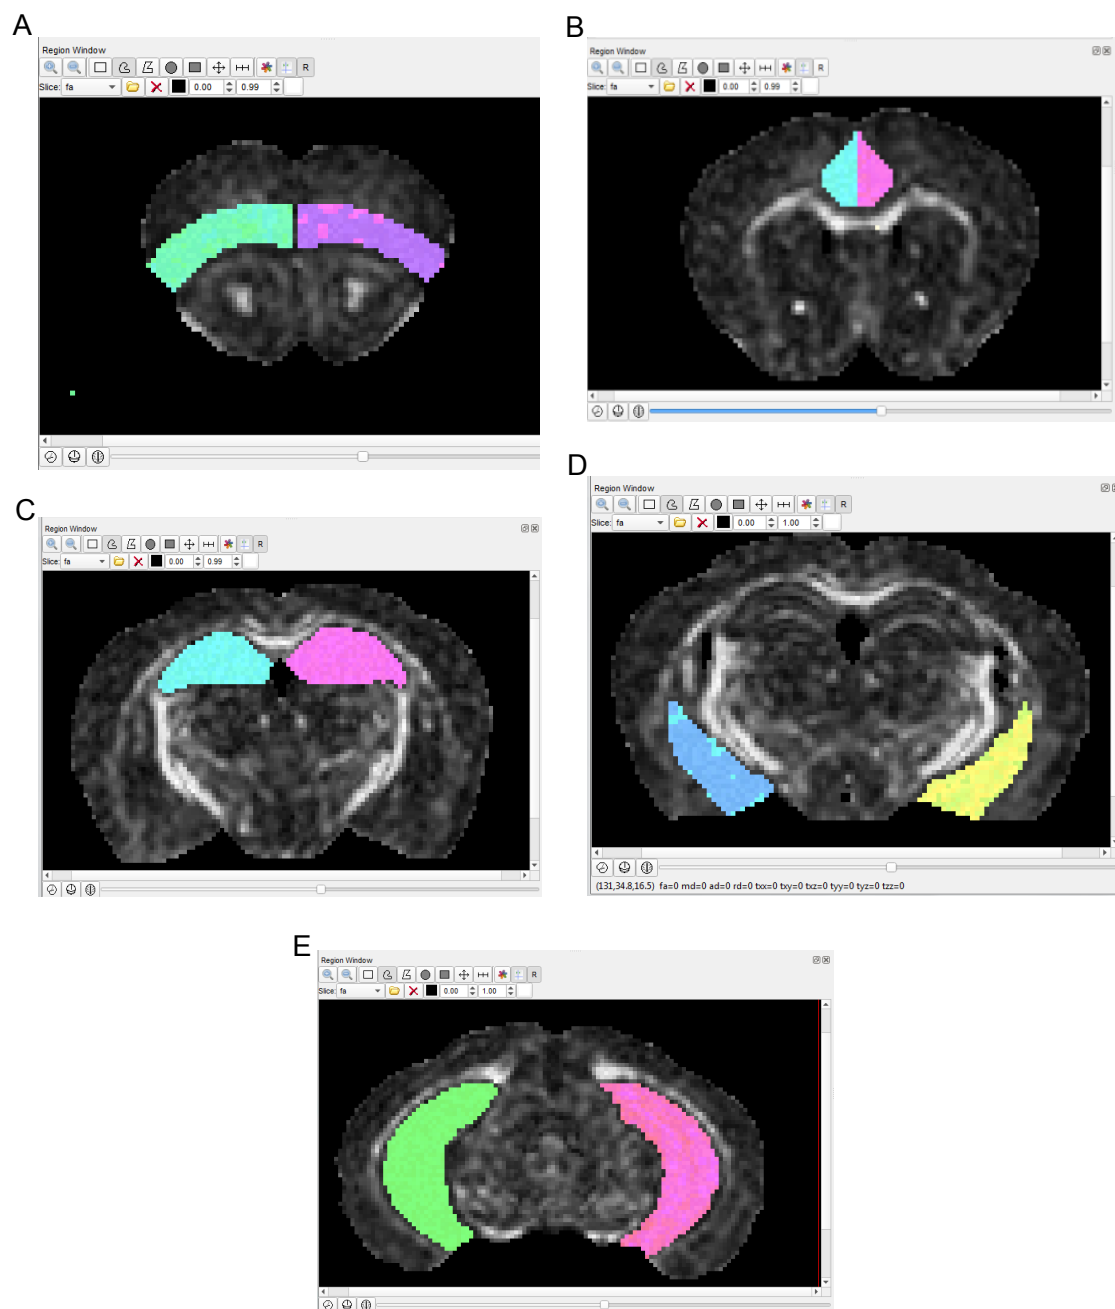 A
Region Window
R
Slice: fa 0.00 0.99
B
Region Window
R
Slice: fa 0.00 0.99
C
Region Window
R
Slice: fa 0.00 0.99
D
Region Window
R
Slice: fa 0.00 1.00
(131,34.8,16.5) fa=0 md=0 ad=0 rd=0 txx=0 txy=0 txz=0 tyy=0 tyz=0 tzz=0
E
Region Window
R
Slice: fa 0.00 1.00